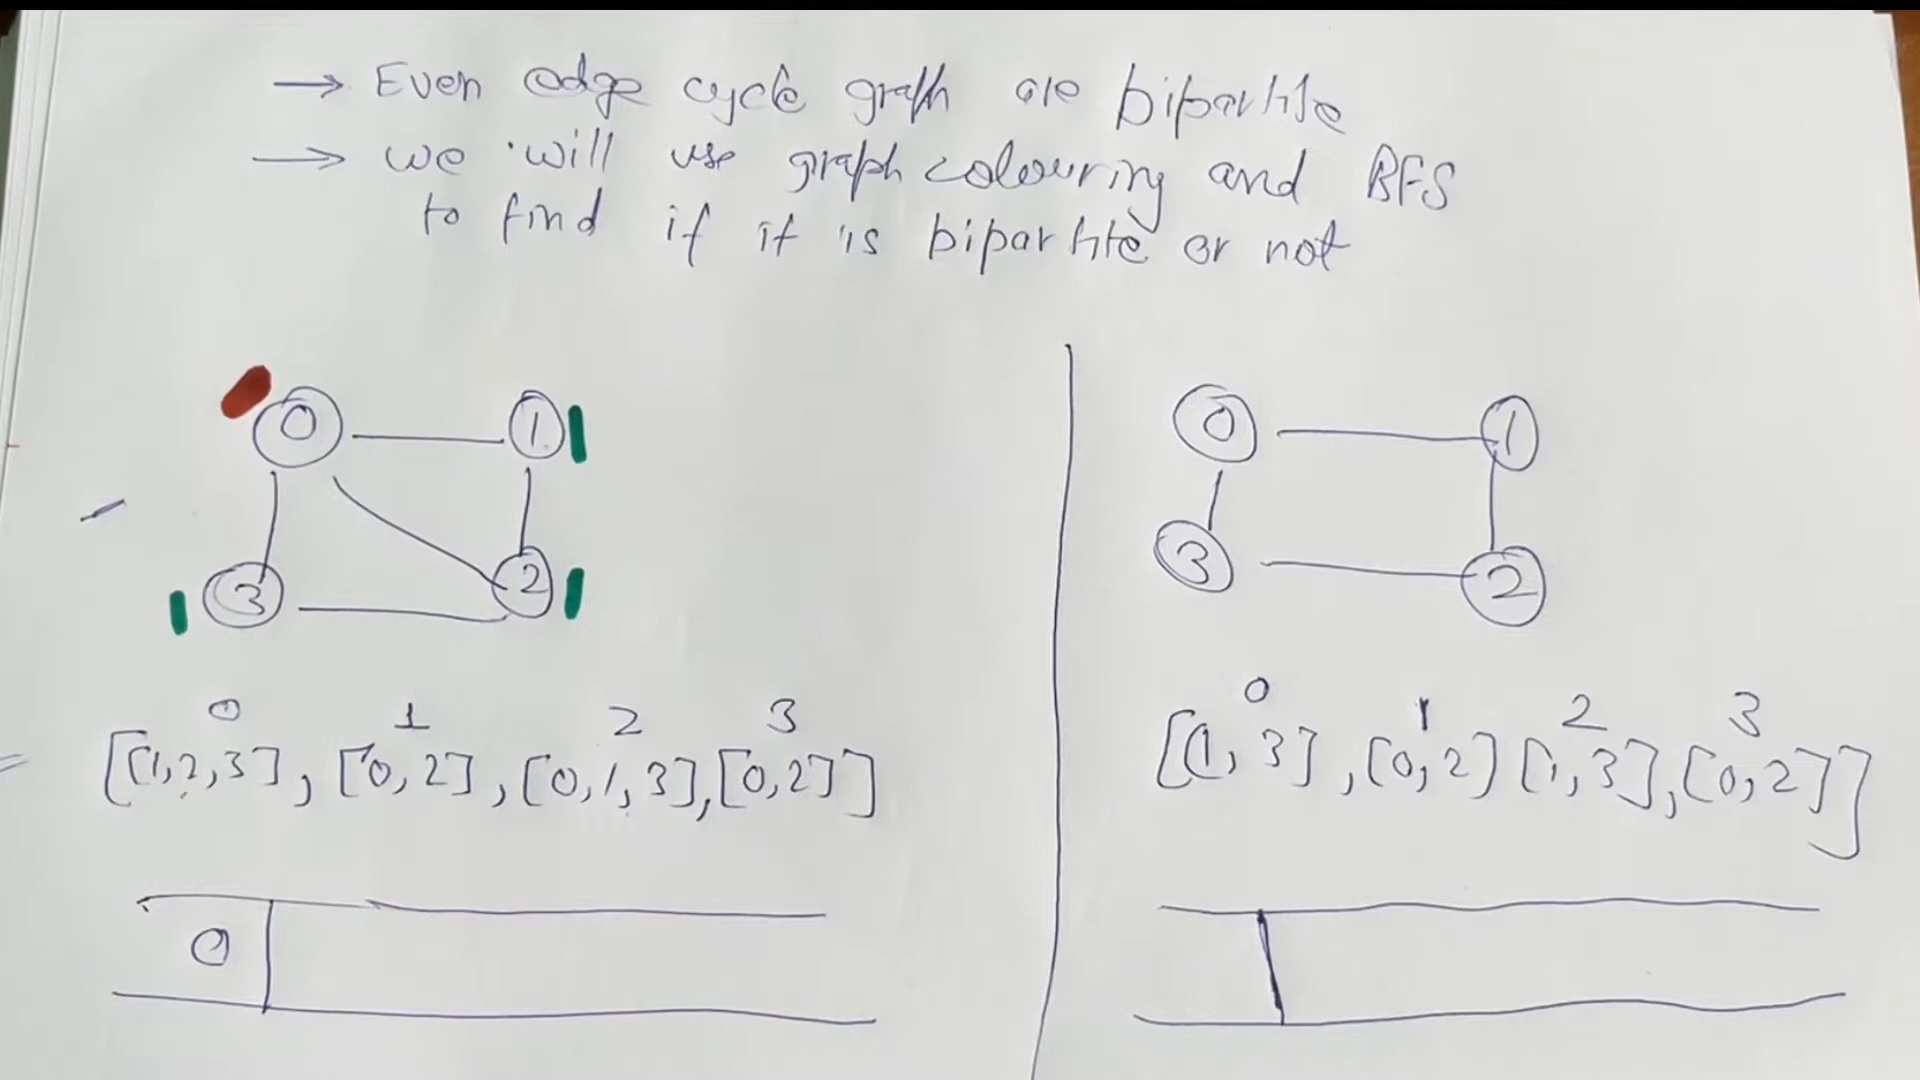 → Even edge cycle graph are bipartite
→ we will use graph colouring and BFS
to find if it is bipartite or not
0 1
3 2
0 1
3 2
0 1 2 3
[[1,2,3], [0,2], [0,1,3], [0,2]]
0 1 2 3
[[1,3], [0,2] [1,3], [0,2]]
0